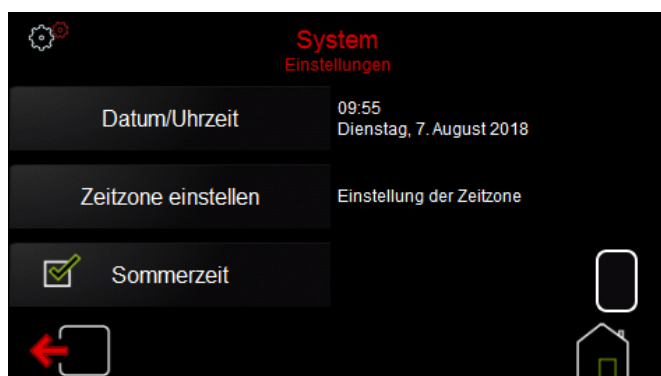 System
Einstellungen
Datum/Uhrzeit
09:55
Dienstag, 7. August 2018
Zeitzone einstellen
Einstellung der Zeitzone
Sommerzeit